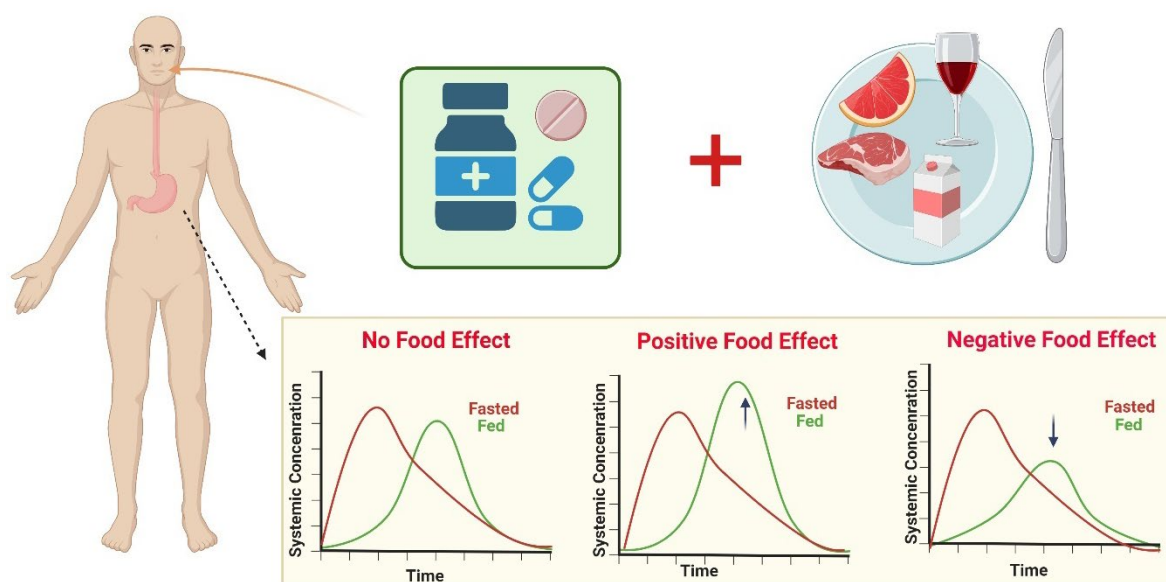 No Food Effect
Systemic Concenration
Fasted
Fed
Time
Positive Food Effect
Systemic Concenration
Fasted
Fed
Time
Negative Food Effect
Systemic Concenration
Fasted
Fed
Time